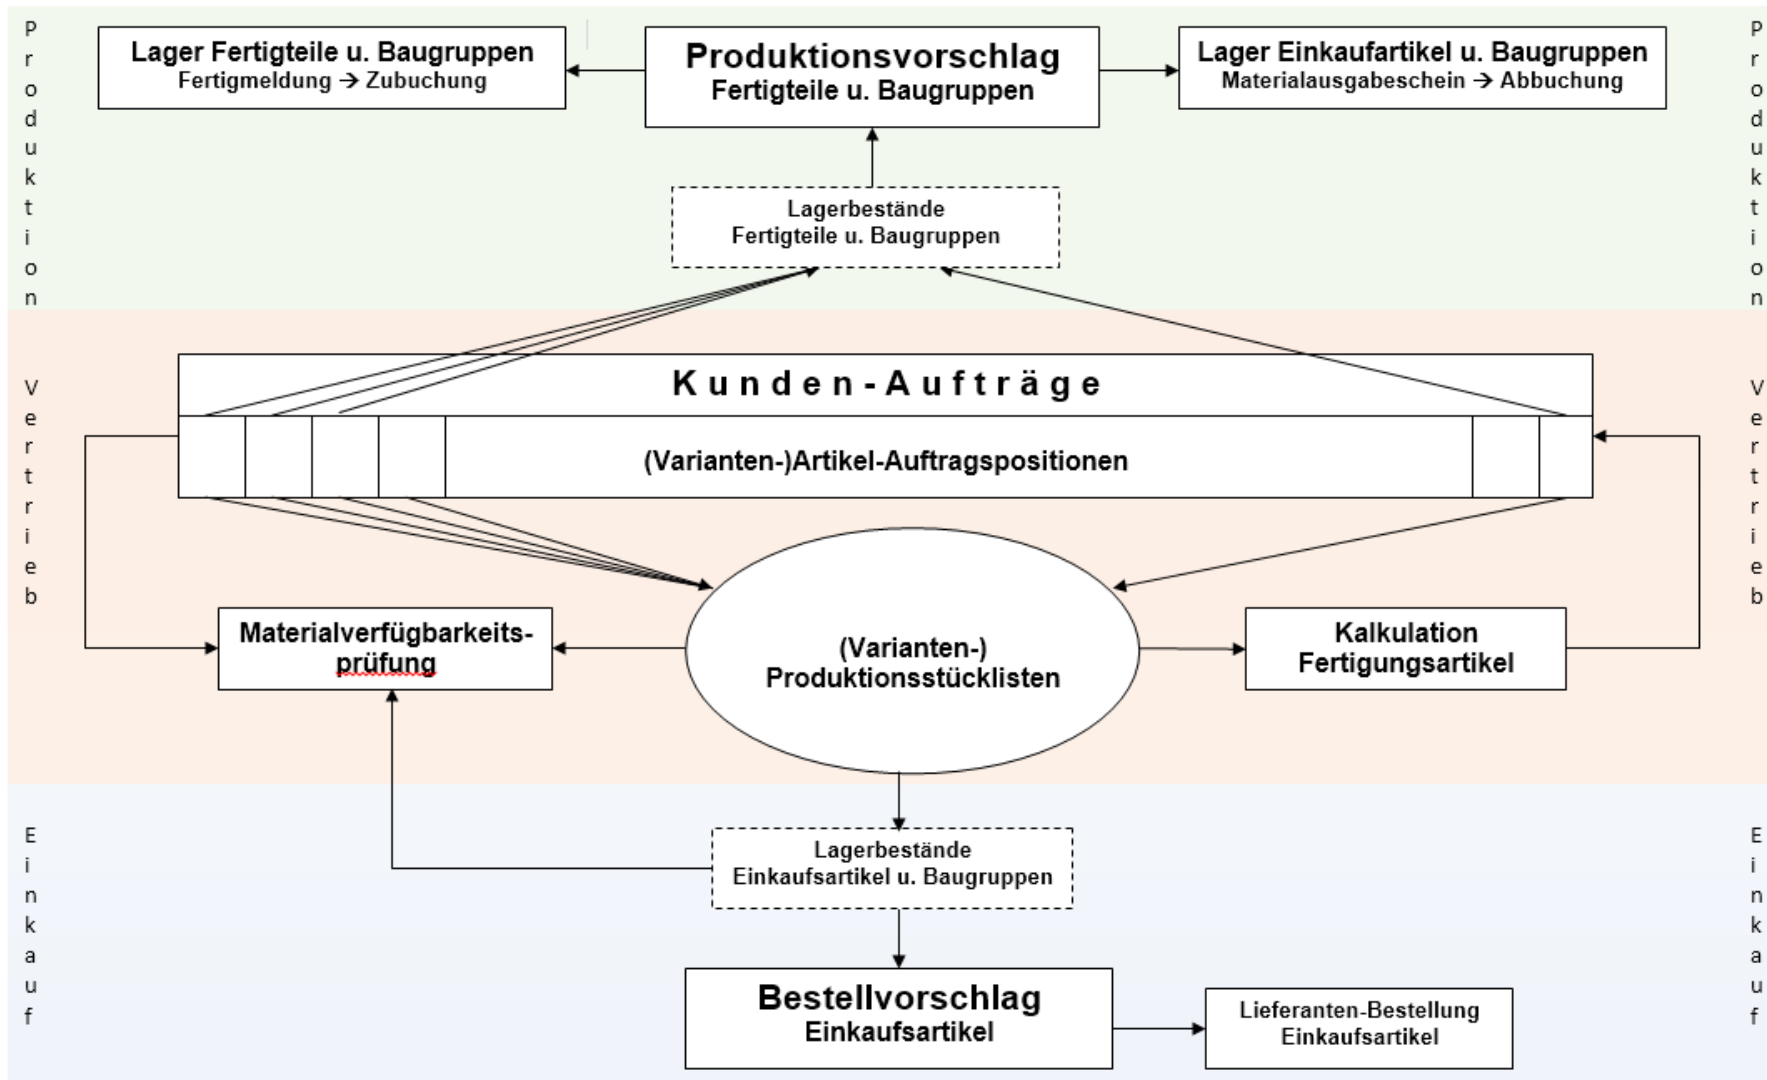 Produktion
Produktion
Lager Fertigteile u. Baugruppen
Fertigmeldung → Zubuchung
Produktionsvorschlag
Fertigteile u. Baugruppen
Lager Einkaufartikel u. Baugruppen
Materialausgabeschein → Abbuchung
Lagerbestände
Fertigteile u. Baugruppen
Vertrieb
Vertrieb
Kunden-Aufträge
(Varianten-)Artikel-Auftragspositionen
Materialverfügbarkeits-
prüfung
(Varianten-)
Produktionsstücklisten
Kalkulation
Fertigungsartikel
Einkauf
Einkauf
Lagerbestände
Einkaufsartikel u. Baugruppen
Bestellvorschlag
Einkaufsartikel
Lieferanten-Bestellung
Einkaufsartikel